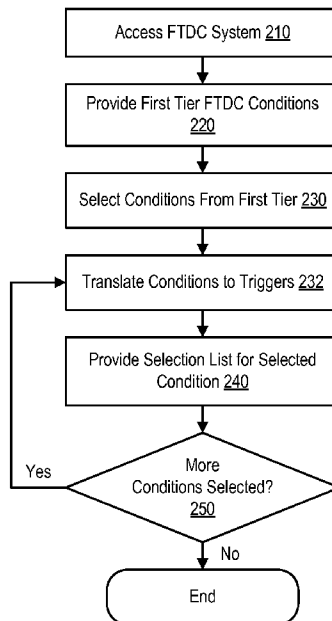 Access FTDC System 210
Provide First Tier FTDC Conditions
220
Select Conditions From First Tier 230
Translate Conditions to Triggers 232
Provide Selection List for Selected
Condition 240
Yes
More
Conditions Selected?
250
No
End